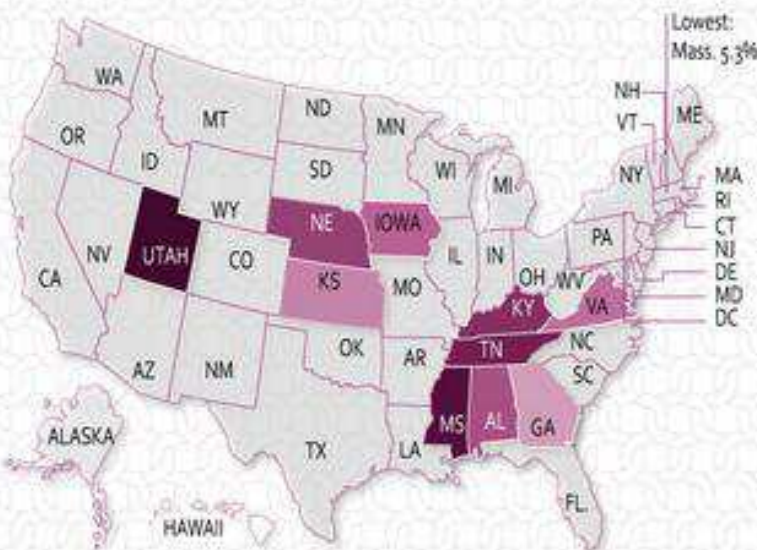 Lowest:
Mass. 5.3%
WA
MT
ND
MN
NH
VT
ME
OR
ID
SD
WI
MI
NY
MA
RI
CT
NJ
DE
MD
DC
WY
NE
IOWA
PA
NV
UTAH
CO
IL
IN
OH
WV
VA
CA
KS
MO
KY
NC
AZ
NM
OK
AR
TN
SC
MS
AL
GA
ALASKA
TX
LA
FL.
HAWAII